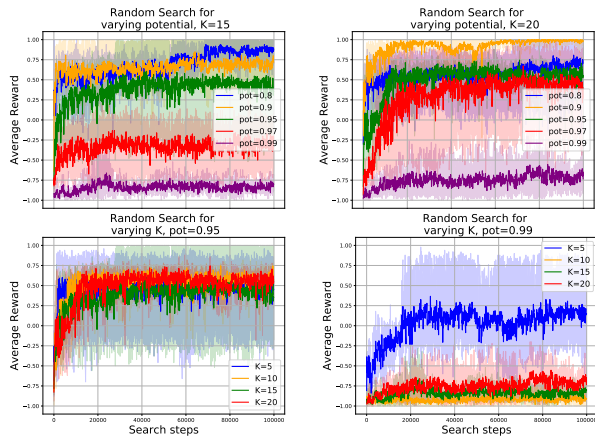 Random Search for
varying potential, K=15
Average Reward
1.00
0.75
0.50
0.25
0.00
−0.25
−0.50
−0.75
−1.00
pot=0.8
pot=0.9
pot=0.95
pot=0.97
pot=0.99
Random Search for
varying potential, K=20
Average Reward
1.00
0.75
0.50
0.25
0.00
−0.25
−0.50
−0.75
−1.00
pot=0.8
pot=0.9
pot=0.95
pot=0.97
pot=0.99
Random Search for
varying K, pot=0.95
Average Reward
1.00
0.75
0.50
0.25
0.00
−0.25
−0.50
−0.75
−1.00
K=5
K=10
K=15
K=20
0
20000
40000
60000
80000
100000
Search steps
Random Search for
varying K, pot=0.99
Average Reward
1.00
0.75
0.50
0.25
0.00
−0.25
−0.50
−0.75
−1.00
K=5
K=10
K=15
K=20
0
20000
40000
60000
80000
100000
Search steps